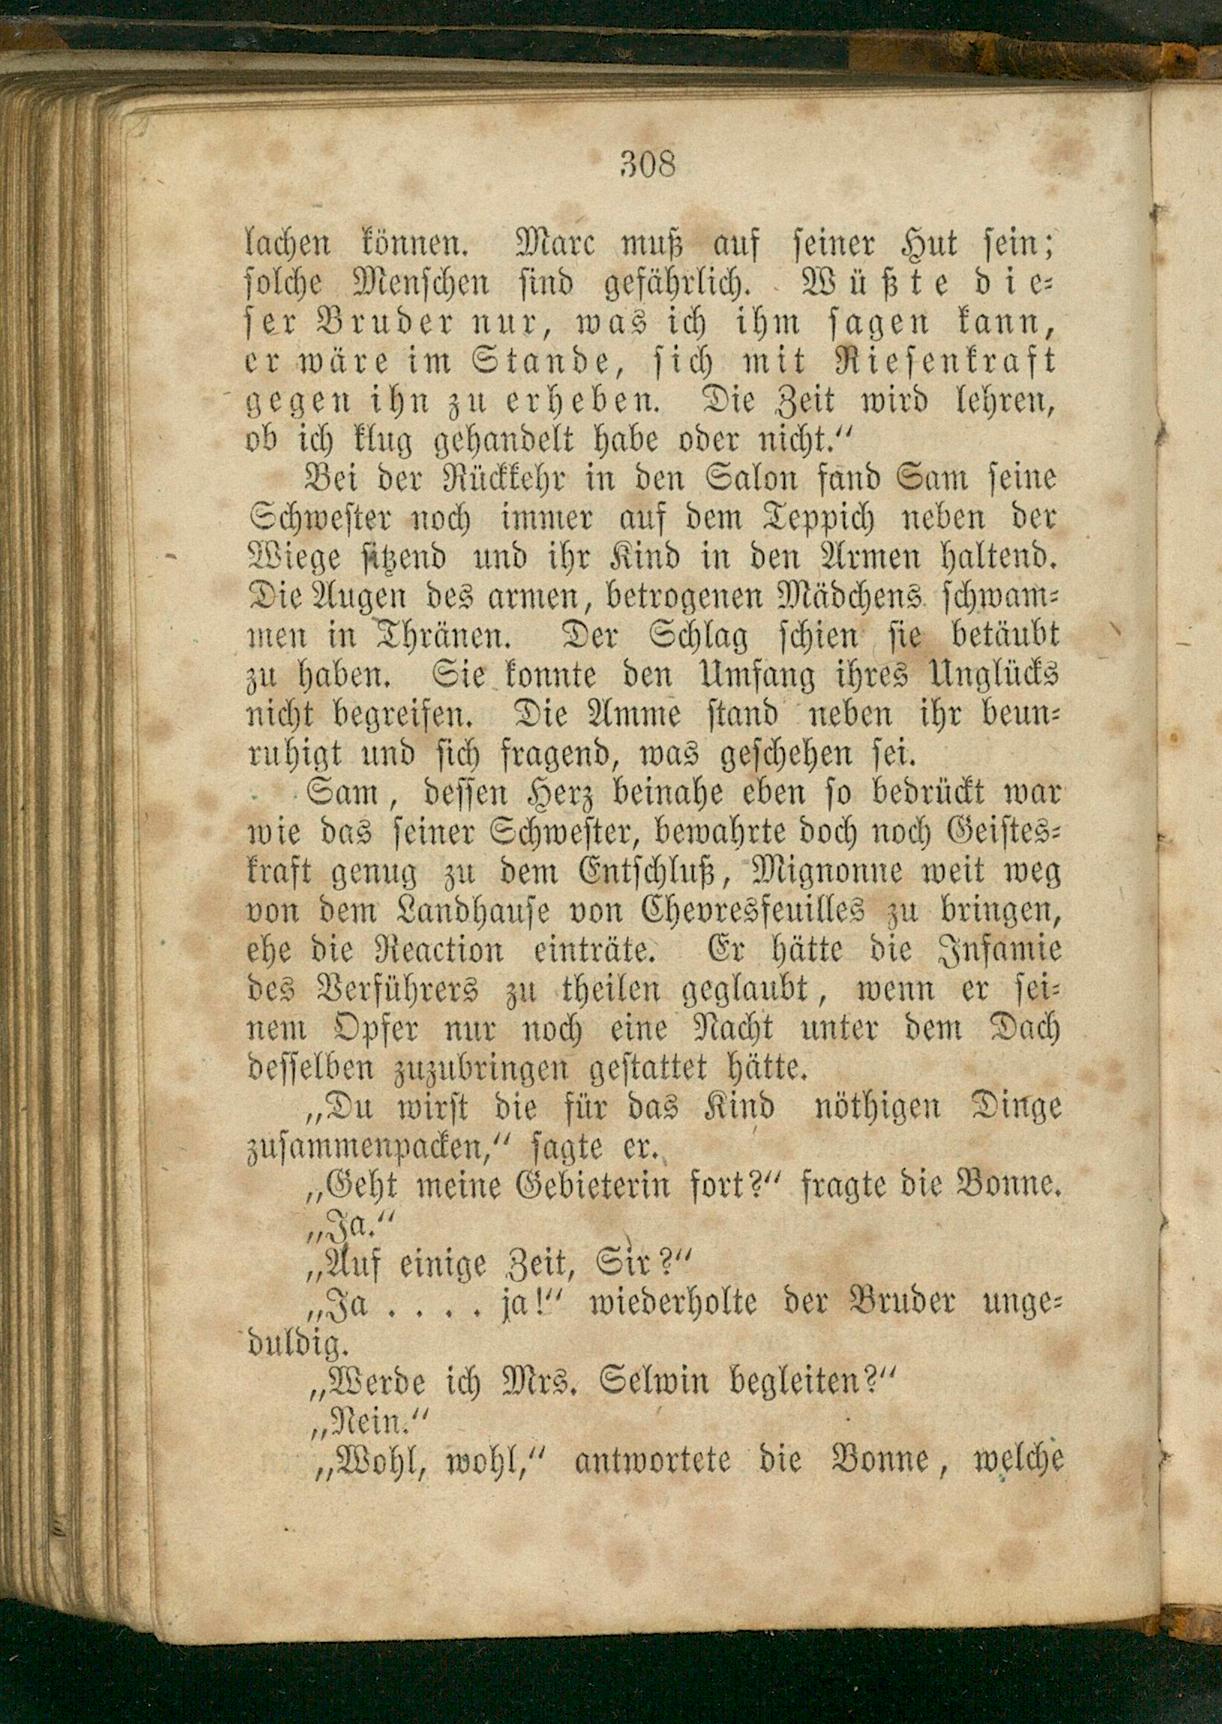 308
lachen können. Marc muß auf seiner Hut sein;
solche Menschen sind gefährlich. Wüßte die-
ser Bruder nur, was ich ihm sagen kann,
er wäre im Stande, sich mit Riesenkraft
gegen ihn zu erheben. Die Zeit wird lehren,
ob ich klug gehandelt habe oder nicht.“
Bei der Rückkehr in den Salon fand Sam seine
Schwester noch immer auf dem Teppich neben der
Wiege sitzend und ihr Kind in den Armen haltend.
Die Augen des armen, betrogenen Mädchens schwam-
men in Thränen. Der Schlag schien sie betäubt
zu haben. Sie konnte den Umfang ihres Unglücks
nicht begreifen. Die Amme stand neben ihr beun-
ruhigt und sich fragend, was geschehen sei.
Sam, dessen Herz beinahe eben so bedrückt war
wie das seiner Schwester, bewahrte doch noch Geistes-
kraft genug zu dem Entschluß, Mignonne weit weg
von dem Landhause von Chevresfeuilles zu bringen,
ehe die Reaction einträte. Er hätte die Infamie
des Verführers zu theilen geglaubt, wenn er sei-
nem Opfer nur noch eine Nacht unter dem Dach
desselben zuzubringen gestattet hätte.
„Du wirst die für das Kind nöthigen Dinge
zusammenpacken,“ sagte er.
„Geht meine Gebieterin fort?“ fragte die Bonne.
„Ja.“
„Auf einige Zeit, Sir?“
„Ja . . . . ja!“ wiederholte der Bruder unge-
duldig.
„Werde ich Mrs. Selwin begleiten?“
„Nein.“
„Wohl, wohl,“ antwortete die Bonne, welche